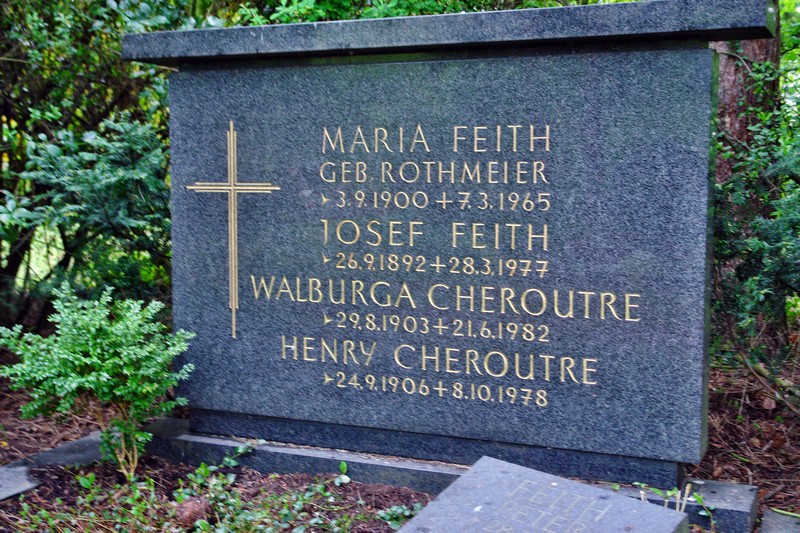 MARIA FEITH
GEB. ROTHMEIER
3.9.1900 + 7.3.1965
JOSEF FEITH
26.9.1892 + 28.3.1977
WALBURGA CHEROUTRE
29.8.1903 + 21.6.1982
HENRY CHEROUTRE
24.9.1906 + 8.10.1978
FEITH